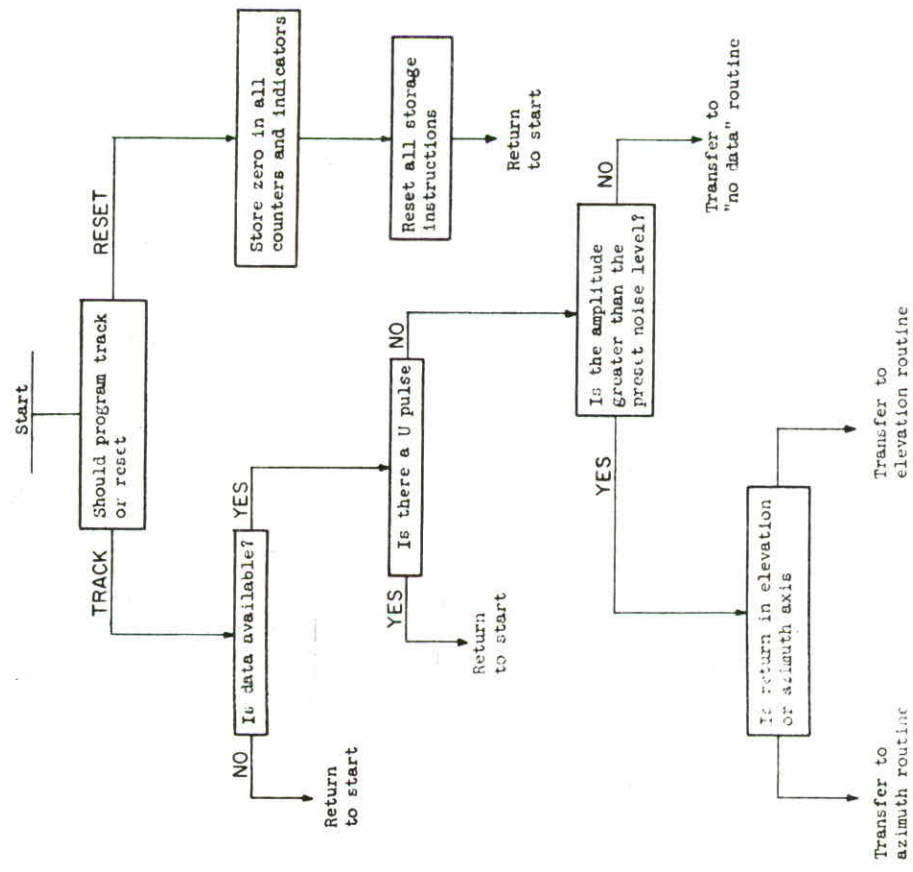 Start
Should program track
or reset
TRACK
RESET
Store zero in all
counters and indicators
Reset all storage
instructions
Return
to start
Is data available?
NO
YES
Return
to start
Is there a U pulse
YES
NO
Return
to start
Is the amplitude
greater than the
preset noise level?
YES
NO
Transfer to
"no data" routine
Is return in elevation
or azimuth axis
Transfer to
azimuth routine
Transfer to
elevation routine